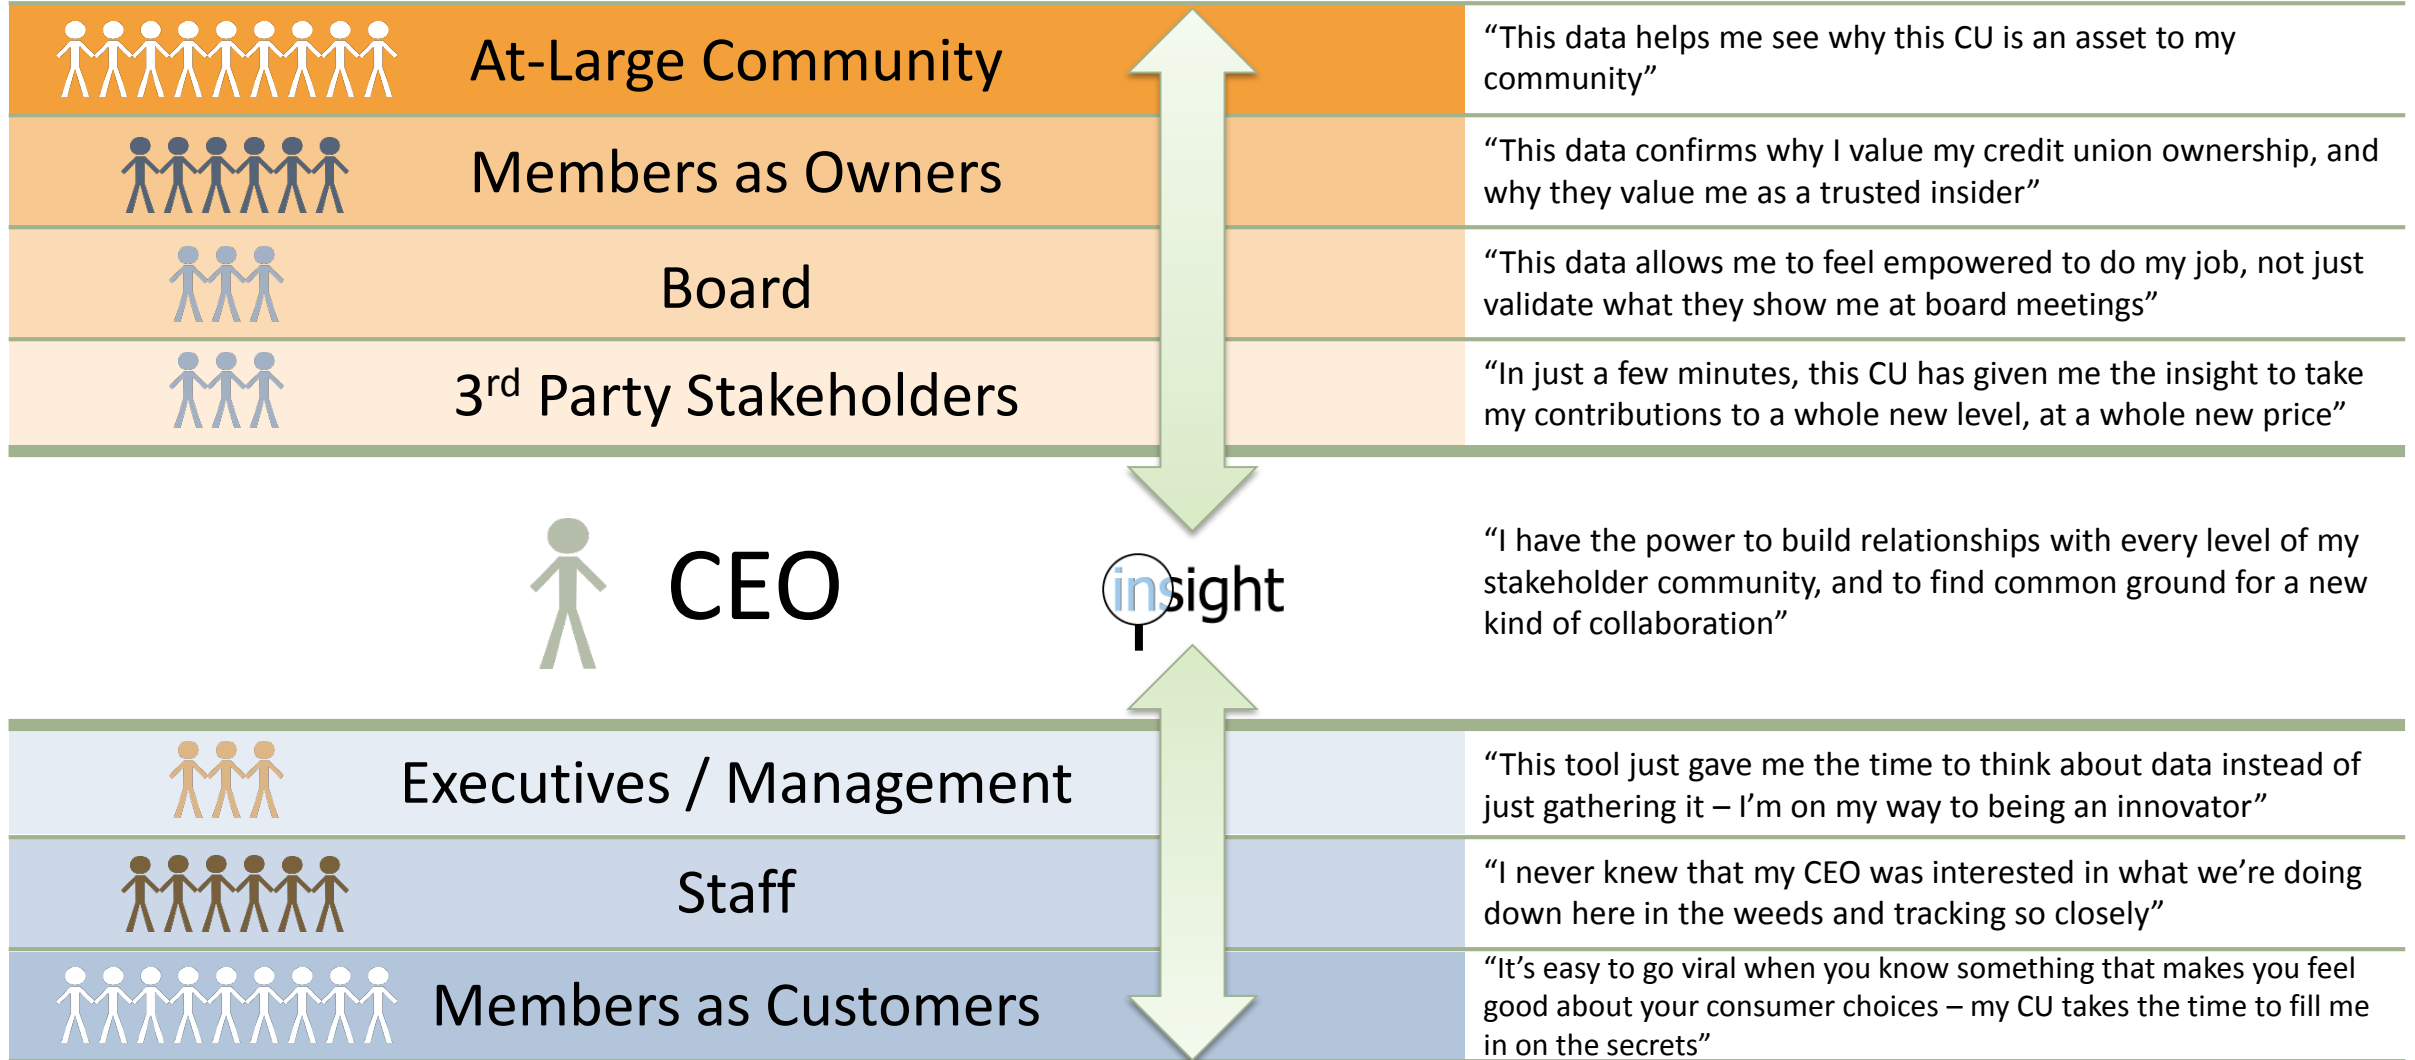 At-Large Community
“This data helps me see why this CU is an asset to my
community”
Members as Owners
“This data confirms why I value my credit union ownership, and
why they value me as a trusted insider”
Board
“This data allows me to feel empowered to do my job, not just
validate what they show me at board meetings”
3rd Party Stakeholders
“In just a few minutes, this CU has given me the insight to take
my contributions to a whole new level, at a whole new price”
CEO
insight
“I have the power to build relationships with every level of my
stakeholder community, and to find common ground for a new
kind of collaboration”
Executives / Management
“This tool just gave me the time to think about data instead of
just gathering it – I’m on my way to being an innovator”
Staff
“I never knew that my CEO was interested in what we’re doing
down here in the weeds and tracking so closely”
Members as Customers
“It’s easy to go viral when you know something that makes you feel
good about your consumer choices – my CU takes the time to fill me
in on the secrets”